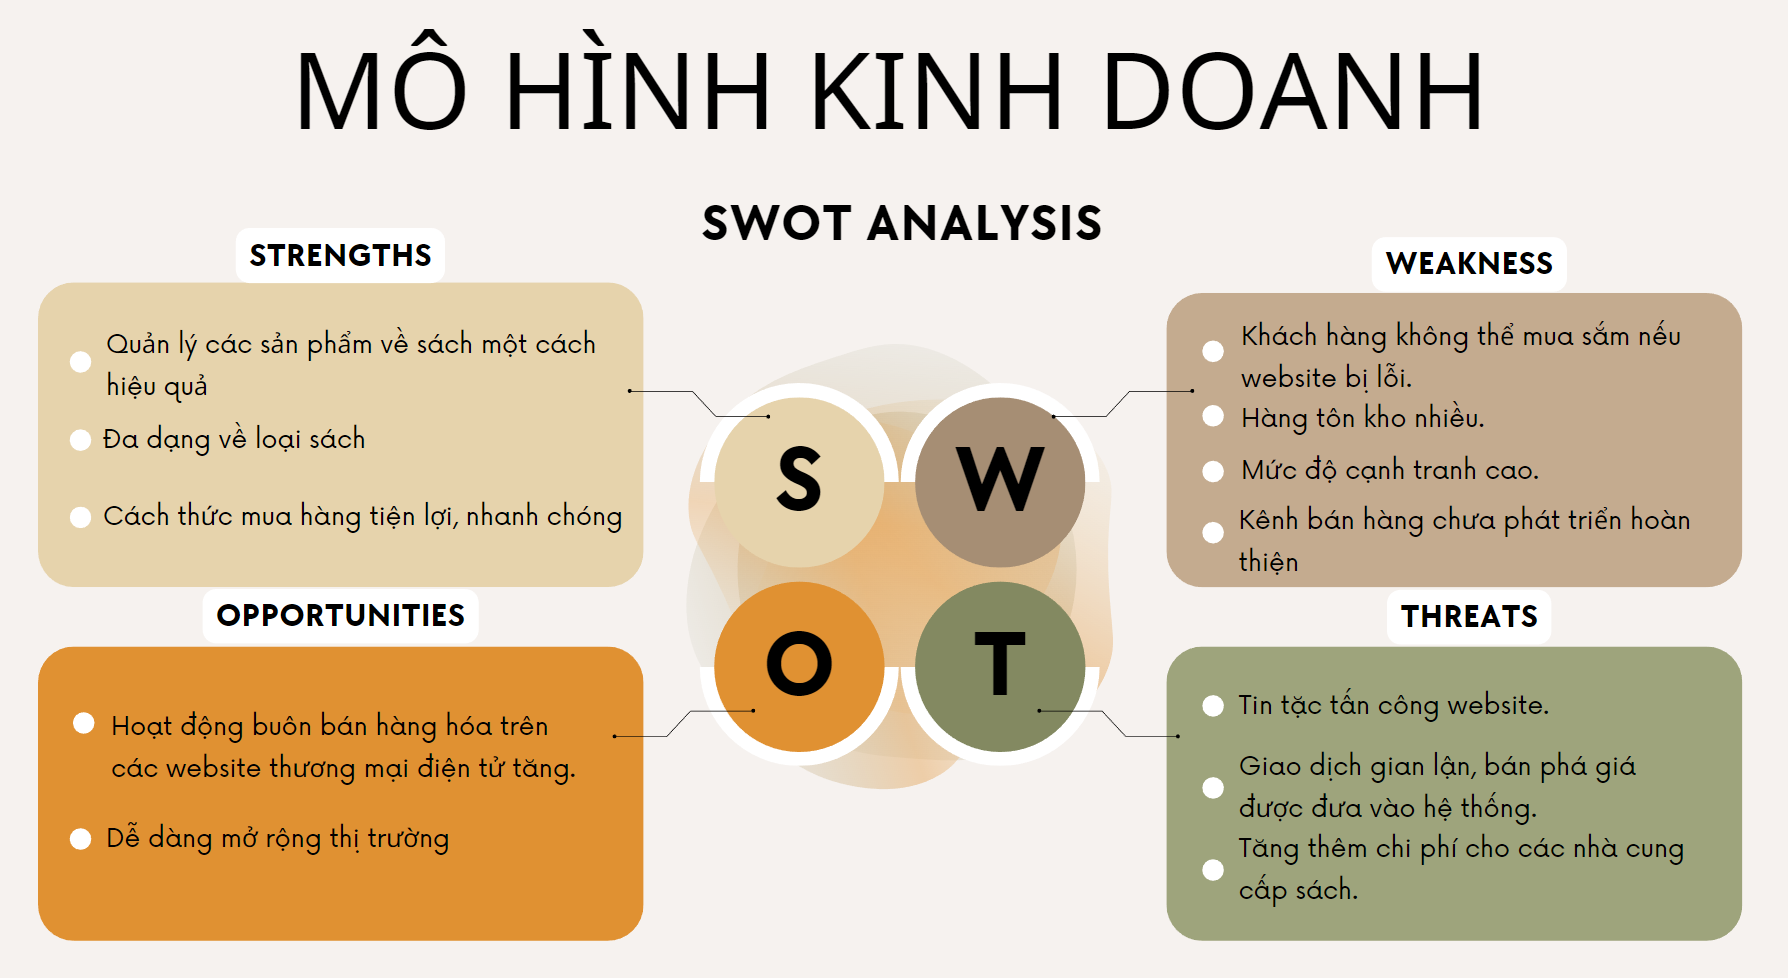 MÔ HÌNH KINH DOANH
SWOT ANALYSIS
STRENGTHS
Quản lý các sản phẩm về sách một cách
hiệu quả
Đa dạng về loại sách
Cách thức mua hàng tiện lợi, nhanh chóng
WEAKNESS
Khách hàng không thể mua sắm nếu
website bị lỗi.
Hàng tôn kho nhiều.
Mức độ cạnh tranh cao.
Kênh bán hàng chưa phát triển hoàn
thiện
S
W
O
T
OPPORTUNITIES
Hoạt động buôn bán hàng hóa trên
các website thương mại điện tử tăng.
Dễ dàng mở rộng thị trường
THREATS
Tin tặc tấn công website.
Giao dịch gian lận, bán phá giá
được đưa vào hệ thống.
Tăng thêm chi phí cho các nhà cung
cấp sách.